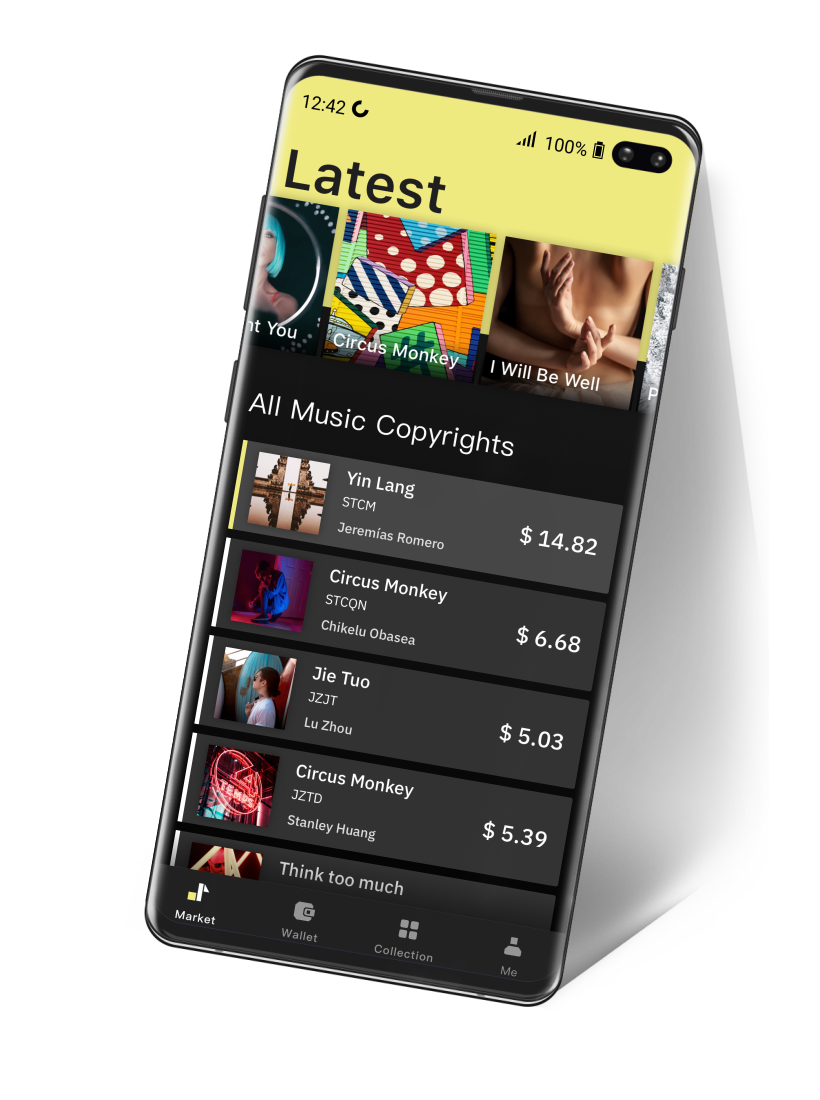 12:42
100%
Latest
nt You
Circus Monkey
I Will Be Well
P
All Music Copyrights
Yin Lang
STCM
Jeremías Romero
$ 14.82
Circus Monkey
STCQN
Chikelu Obasea
$ 6.68
Jie Tuo
JZJT
Lu Zhou
$ 5.03
Circus Monkey
JZTD
Stanley Huang
$ 5.39
Think too much
Market
Wallet
Collection
Me